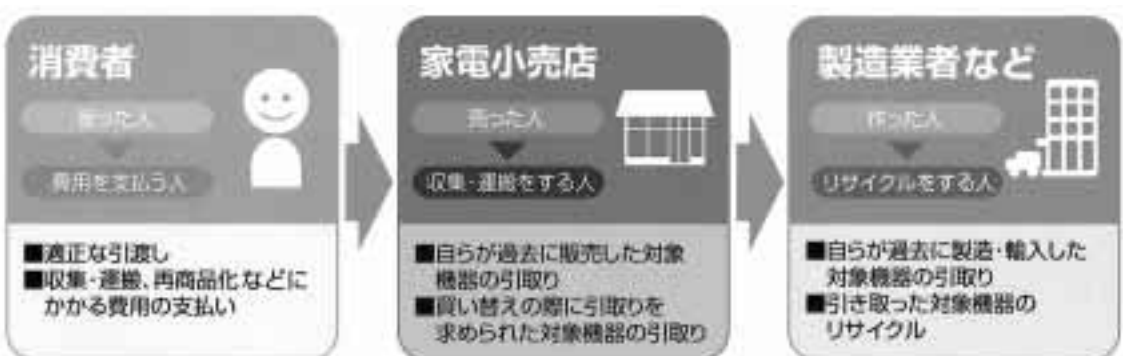 消費者
使った人
費用を支払う人
■適正な引渡し
■収集・運搬、再商品化などに
かかる費用の支払い
家電小売店
売った人
収集・運搬をする人
■自らが過去に販売した対象
機器の引取り
■買い替えの際に引取りを
求められた対象機器の引取り
製造業者など
作った人
リサイクルをする人
■自らが過去に製造・輸入した
対象機器の引取り
■引き取った対象機器の
リサイクル